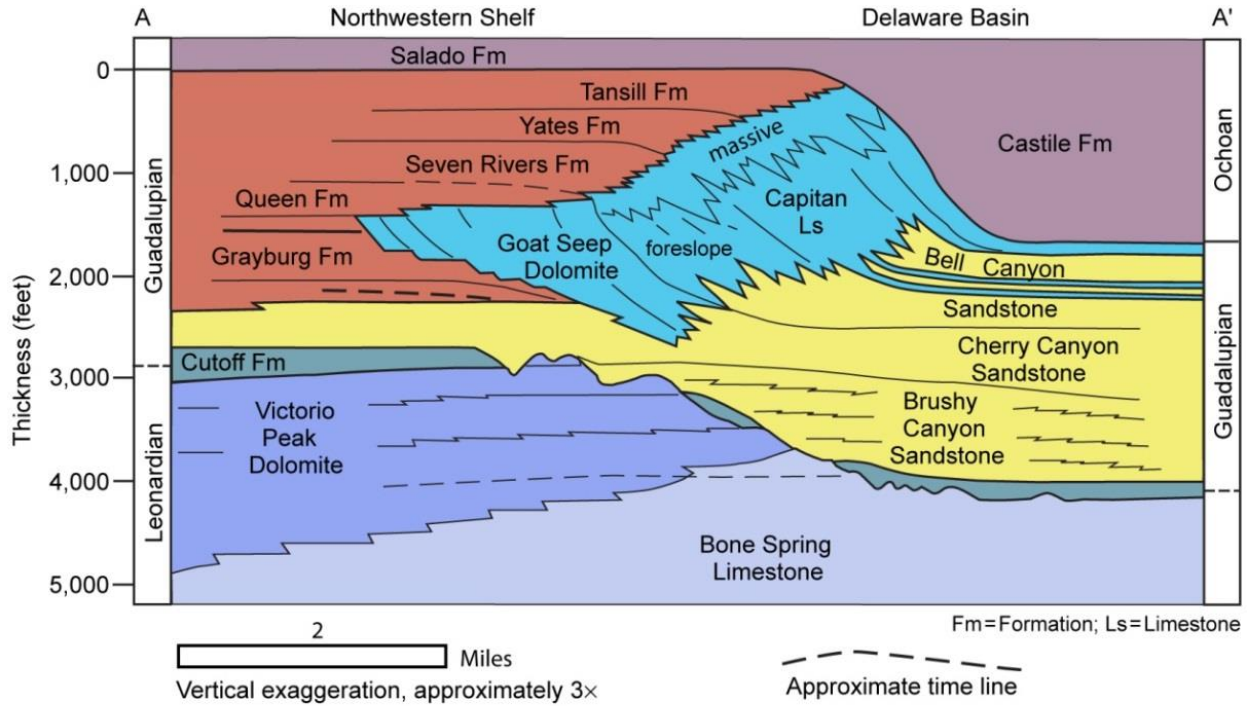 A
Northwestern Shelf
Delaware Basin
A'
Salado Fm
0
Tansill Fm
Yates Fm
massive
Castile Fm
Ochoan
1,000
Seven Rivers Fm
Queen Fm
Capitan
Ls
Guadalupian
Goat Seep
Dolomite
foreslope
Grayburg Fm
Bell Canyon
2,000
Sandstone
Thickness (feet)
Cutoff Fm
Cherry Canyon
Sandstone
3,000
Guadalupian
Victorio
Peak
Dolomite
Brushy
Canyon
Sandstone
4,000
Leonardian
Bone Spring
Limestone
5,000
Fm=Formation; Ls=Limestone
2
Miles
Vertical exaggeration, approximately 3×
Approximate time line